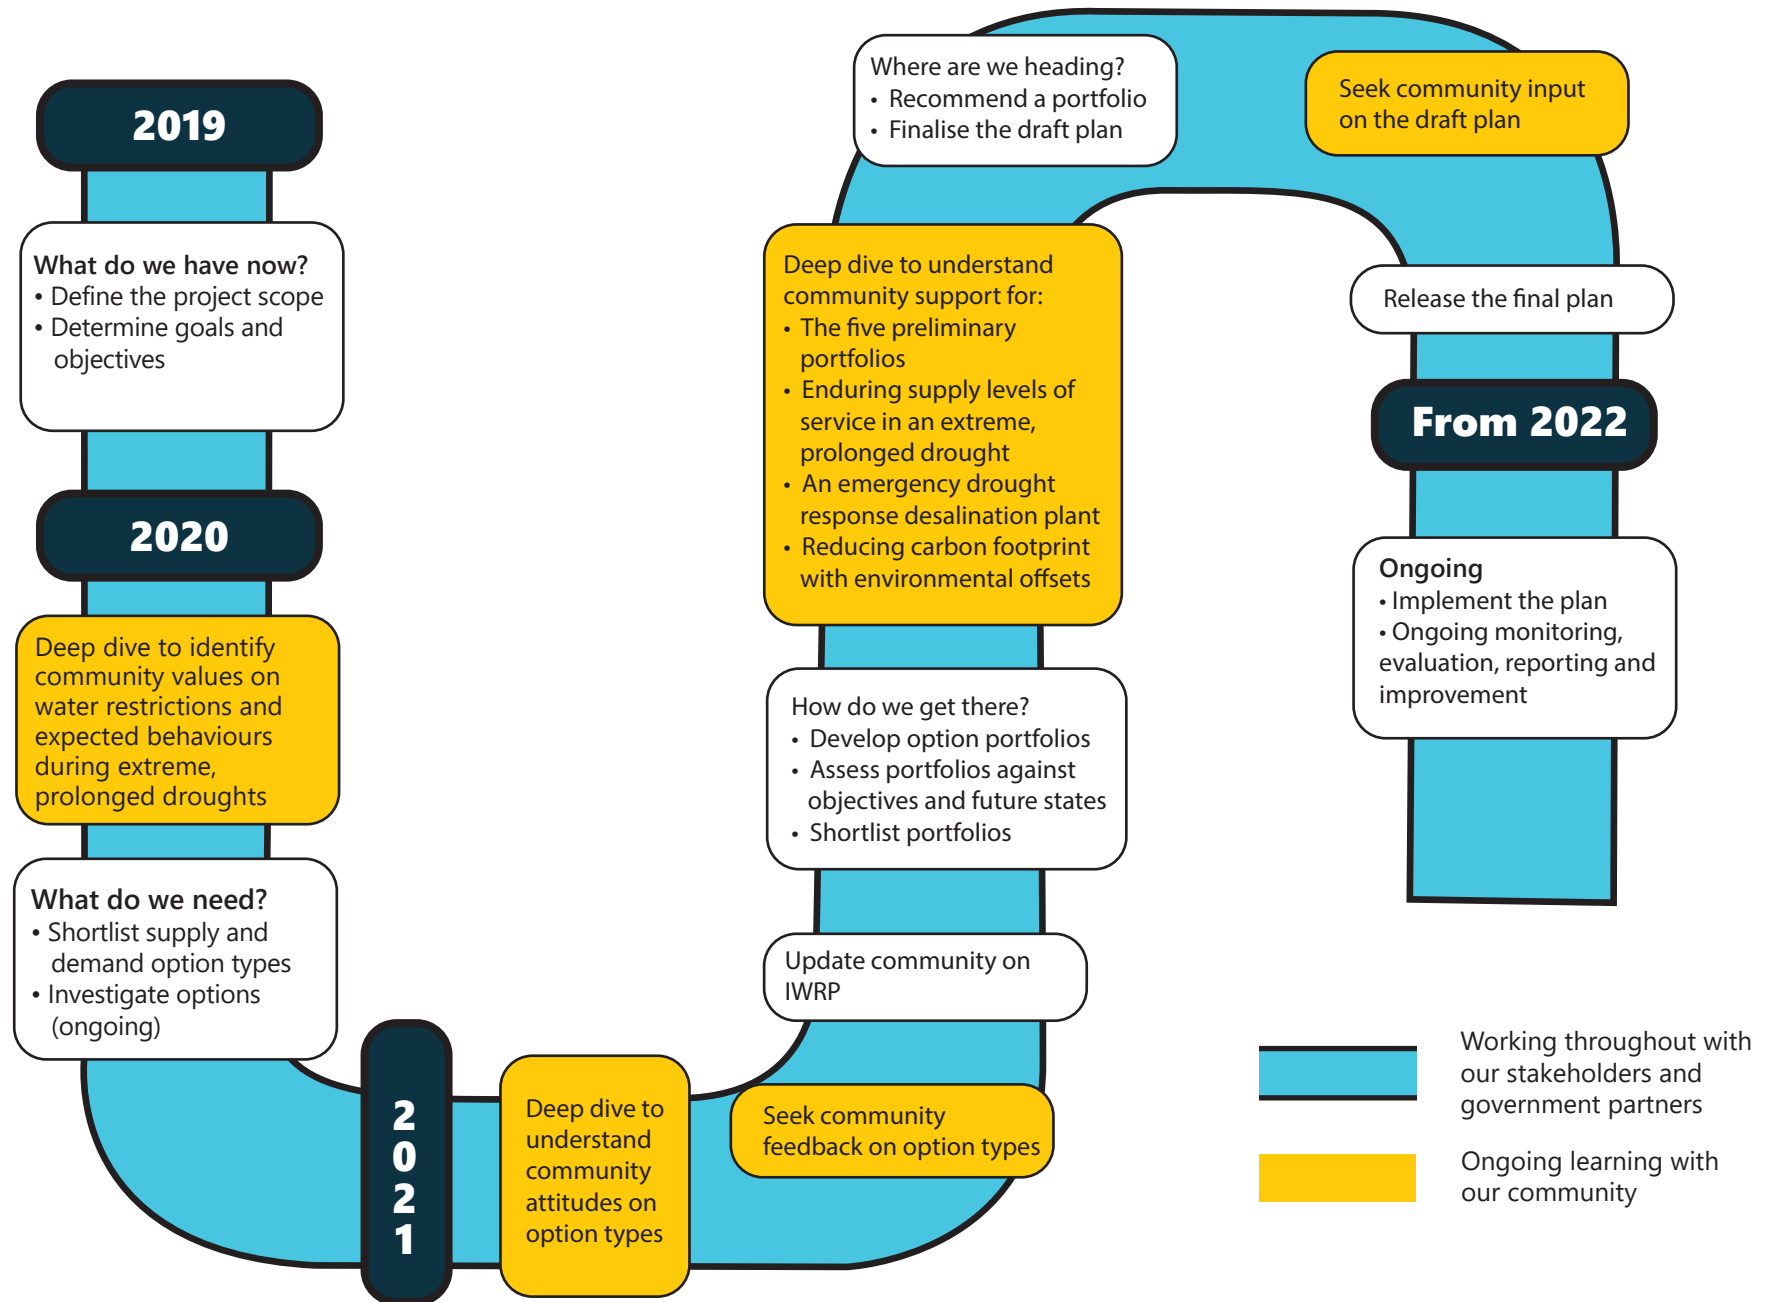 2019
What do we have now?
• Define the project scope
• Determine goals and
objectives
2020
Deep dive to identify
community values on
water restrictions and
expected behaviours
during extreme,
prolonged droughts
What do we need?
• Shortlist supply and
demand option types
• Investigate options
(ongoing)
2021
Deep dive to
understand
community
attitudes on
option types
Seek community
feedback on option types
Update community on
IWRP
How do we get there?
• Develop option portfolios
• Assess portfolios against
objectives and future states
• Shortlist portfolios
Deep dive to understand
community support for:
• The five preliminary
portfolios
• Enduring supply levels of
service in an extreme,
prolonged drought
• An emergency drought
response desalination plant
• Reducing carbon footprint
with environmental offsets
Where are we heading?
• Recommend a portfolio
• Finalise the draft plan
Seek community input
on the draft plan
Release the final plan
From 2022
Ongoing
• Implement the plan
• Ongoing monitoring,
evaluation, reporting and
improvement
Working throughout with
our stakeholders and
government partners
Ongoing learning with
our community